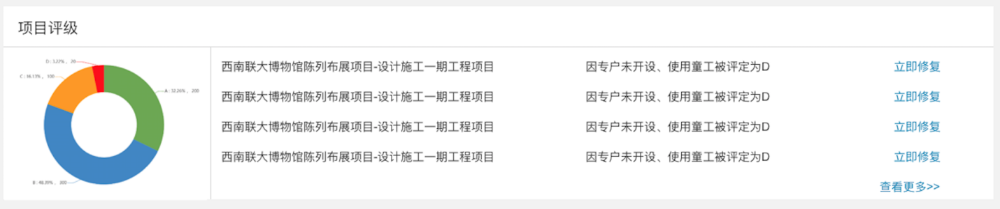 项目评级
D : 3.22% , 20
C : 16.13% , 100
A : 32.26% , 200
B : 48.39% , 300
西南联大博物馆陈列布展项目-设计施工一期工程项目 因专户未开设、使用童工被评定为D 立即修复
西南联大博物馆陈列布展项目-设计施工一期工程项目 因专户未开设、使用童工被评定为D 立即修复
西南联大博物馆陈列布展项目-设计施工一期工程项目 因专户未开设、使用童工被评定为D 立即修复
西南联大博物馆陈列布展项目-设计施工一期工程项目 因专户未开设、使用童工被评定为D 立即修复
查看更多>>